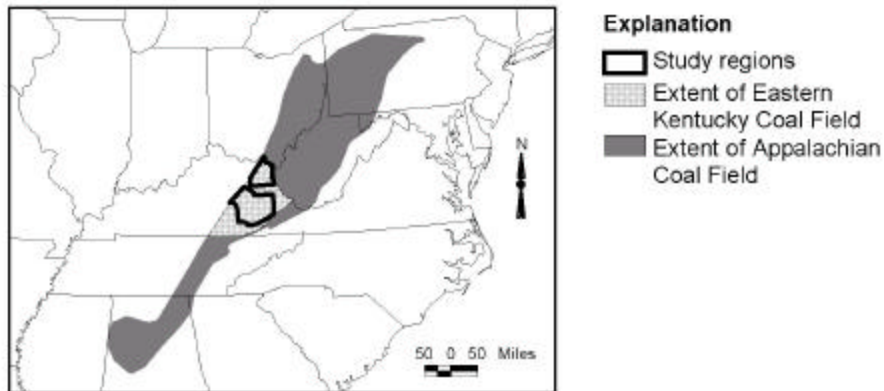 Explanation
Study regions
Extent of Eastern
Kentucky Coal Field
Extent of Appalachian
Coal Field
N
50 0 50 Miles